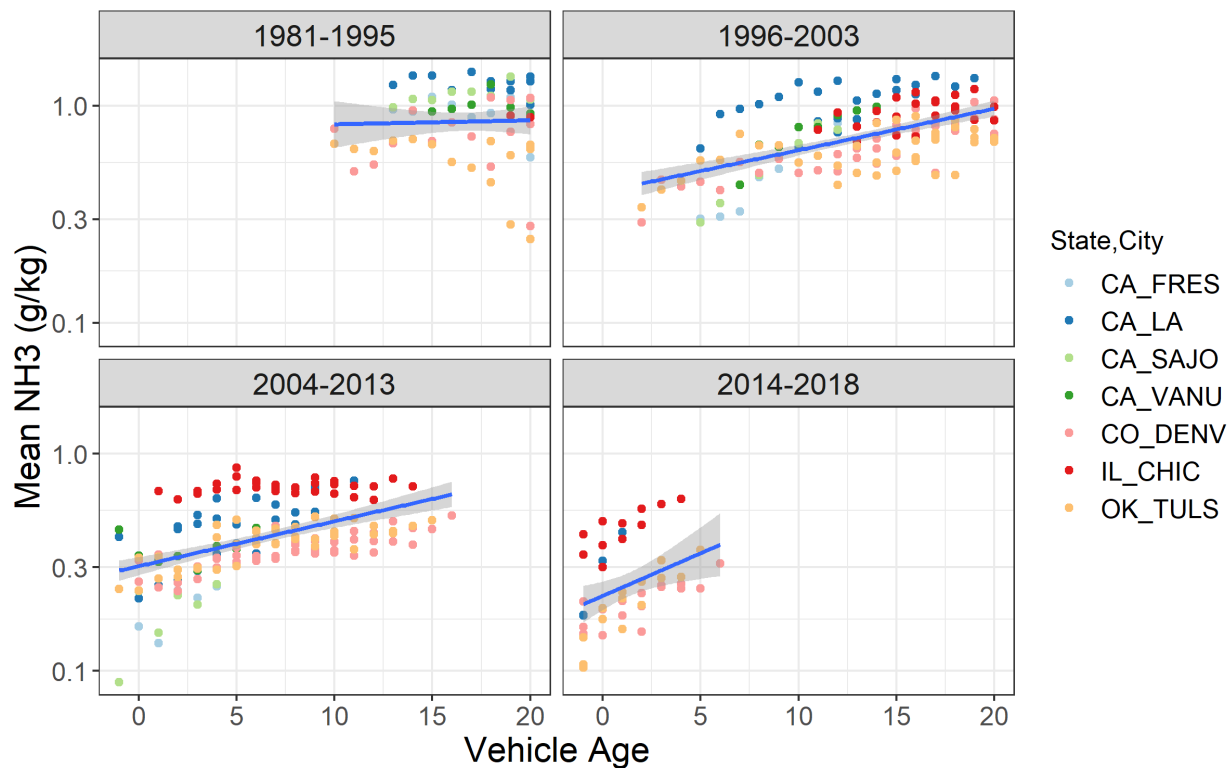 1981-1995
1996-2003
1.0
0.3
0.1
2004-2013
2014-2018
1.0
0.3
0.1
0 5 10 15 20
0 5 10 15 20
Vehicle Age
Mean NH3 (g/kg)
State,City
CA_FRES
CA_LA
CA_SAJO
CA_VANU
CO_DENV
IL_CHIC
OK_TULS